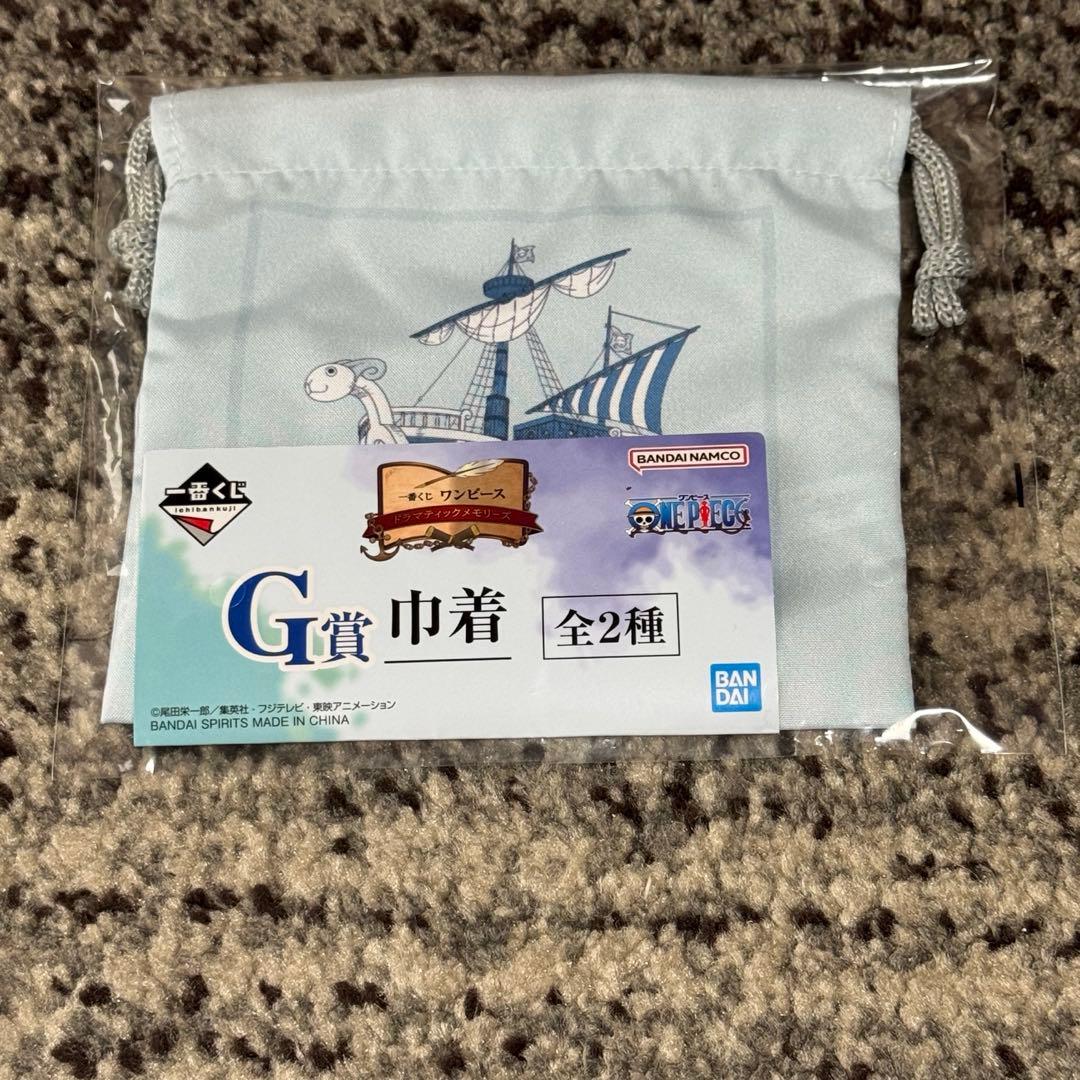 一番くじ
ichibankuji
一番くじ ワンピース
ドラマティックメモリーズ
BANDAI NAMCO
ワンピース
ONE PIECE
G賞 巾着 全2種
©尾田栄一郎／集英社・フジテレビ・東映アニメーション
BANDAI SPIRITS MADE IN CHINA
BAN
DAI